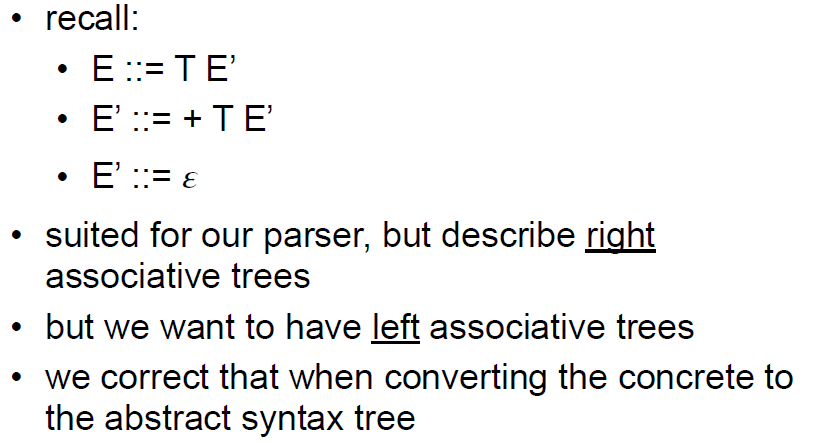 • recall:
• E ::= T E’
• E’ ::= + T E’
• E’ ::= ε
• suited for our parser, but describe right
associative trees
• but we want to have left associative trees
• we correct that when converting the concrete to
the abstract syntax tree